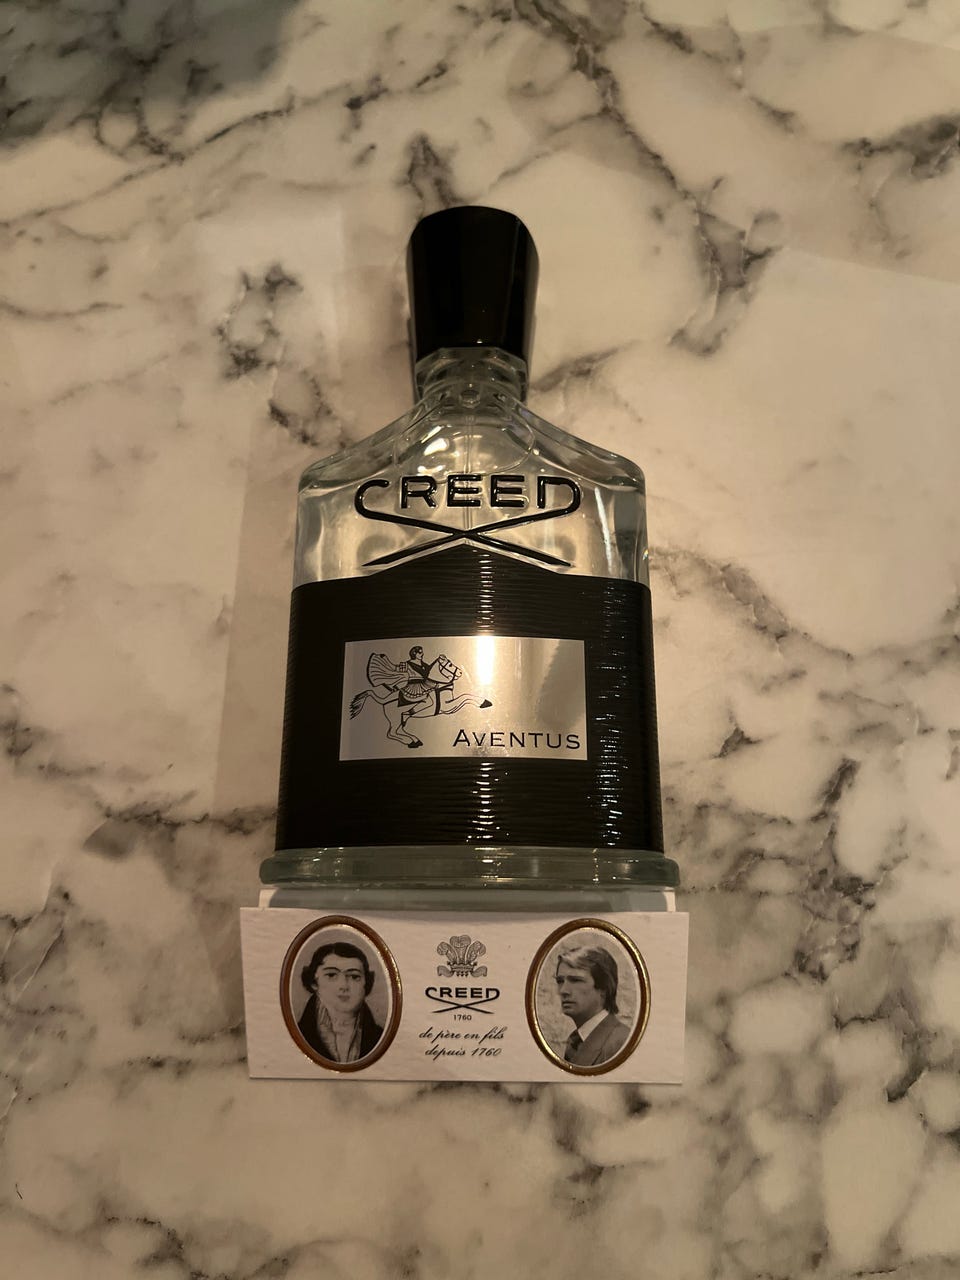 CREED
AVENTUS
CREED
1760
de père en fils
depuis 1760